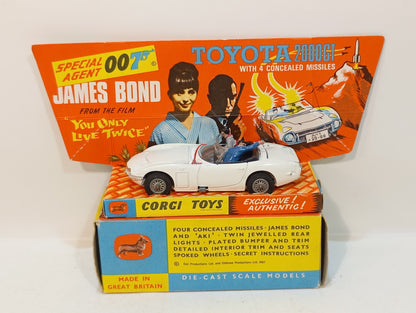 SPECIAL AGENT 007
JAMES BOND
FROM THE FILM
'YOU ONLY LIVE TWICE'
TOYOTA 2000GT
WITH 4 CONCEALED MISSILES
CORGI TOYS
EXCLUSIVE!
AUTHENTIC!
FOUR CONCEALED MISSILES · JAMES BOND
AND 'AKI' · TWIN JEWELLED REAR
LIGHTS · PLATED BUMPER AND TRIM
DETAILED INTERIOR TRIM AND SEATS
SPOKED WHEELS · SECRET INSTRUCTIONS
MADE IN
GREAT BRITAIN
DIE-CAST SCALE MODELS